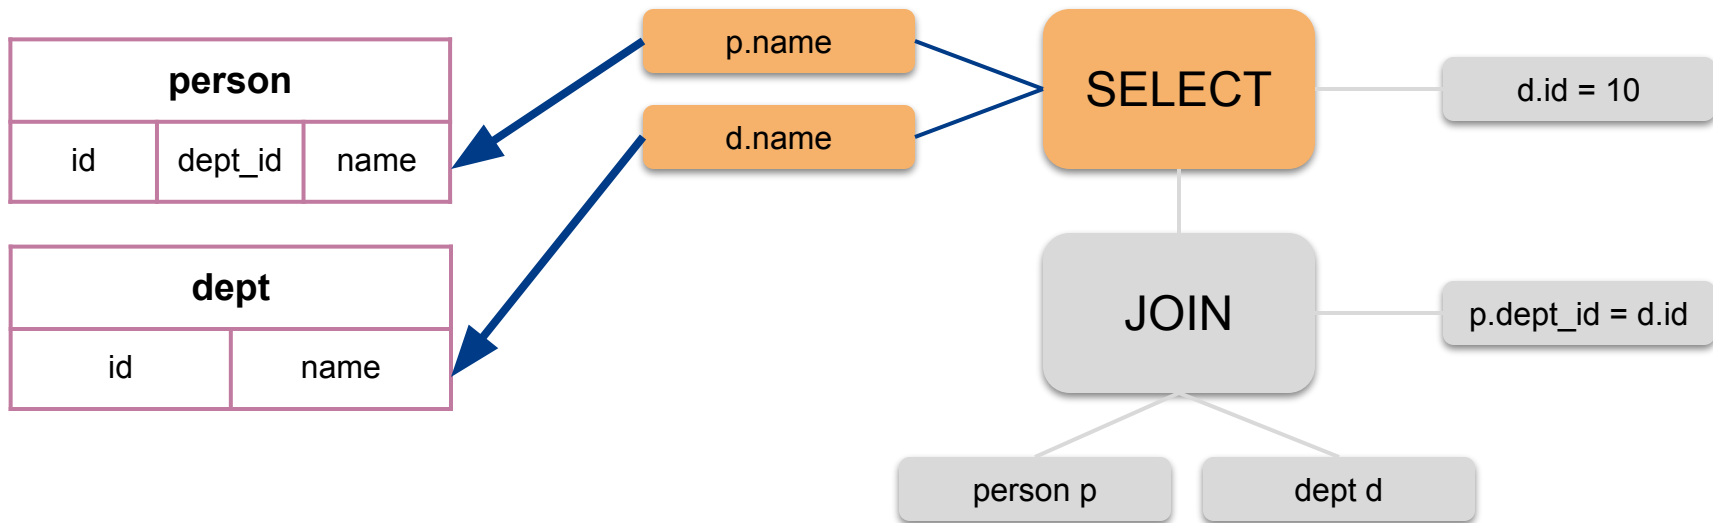 person
id dept_id name
dept
id name
p.name
d.name
SELECT
d.id = 10
JOIN
p.dept_id = d.id
person p
dept d